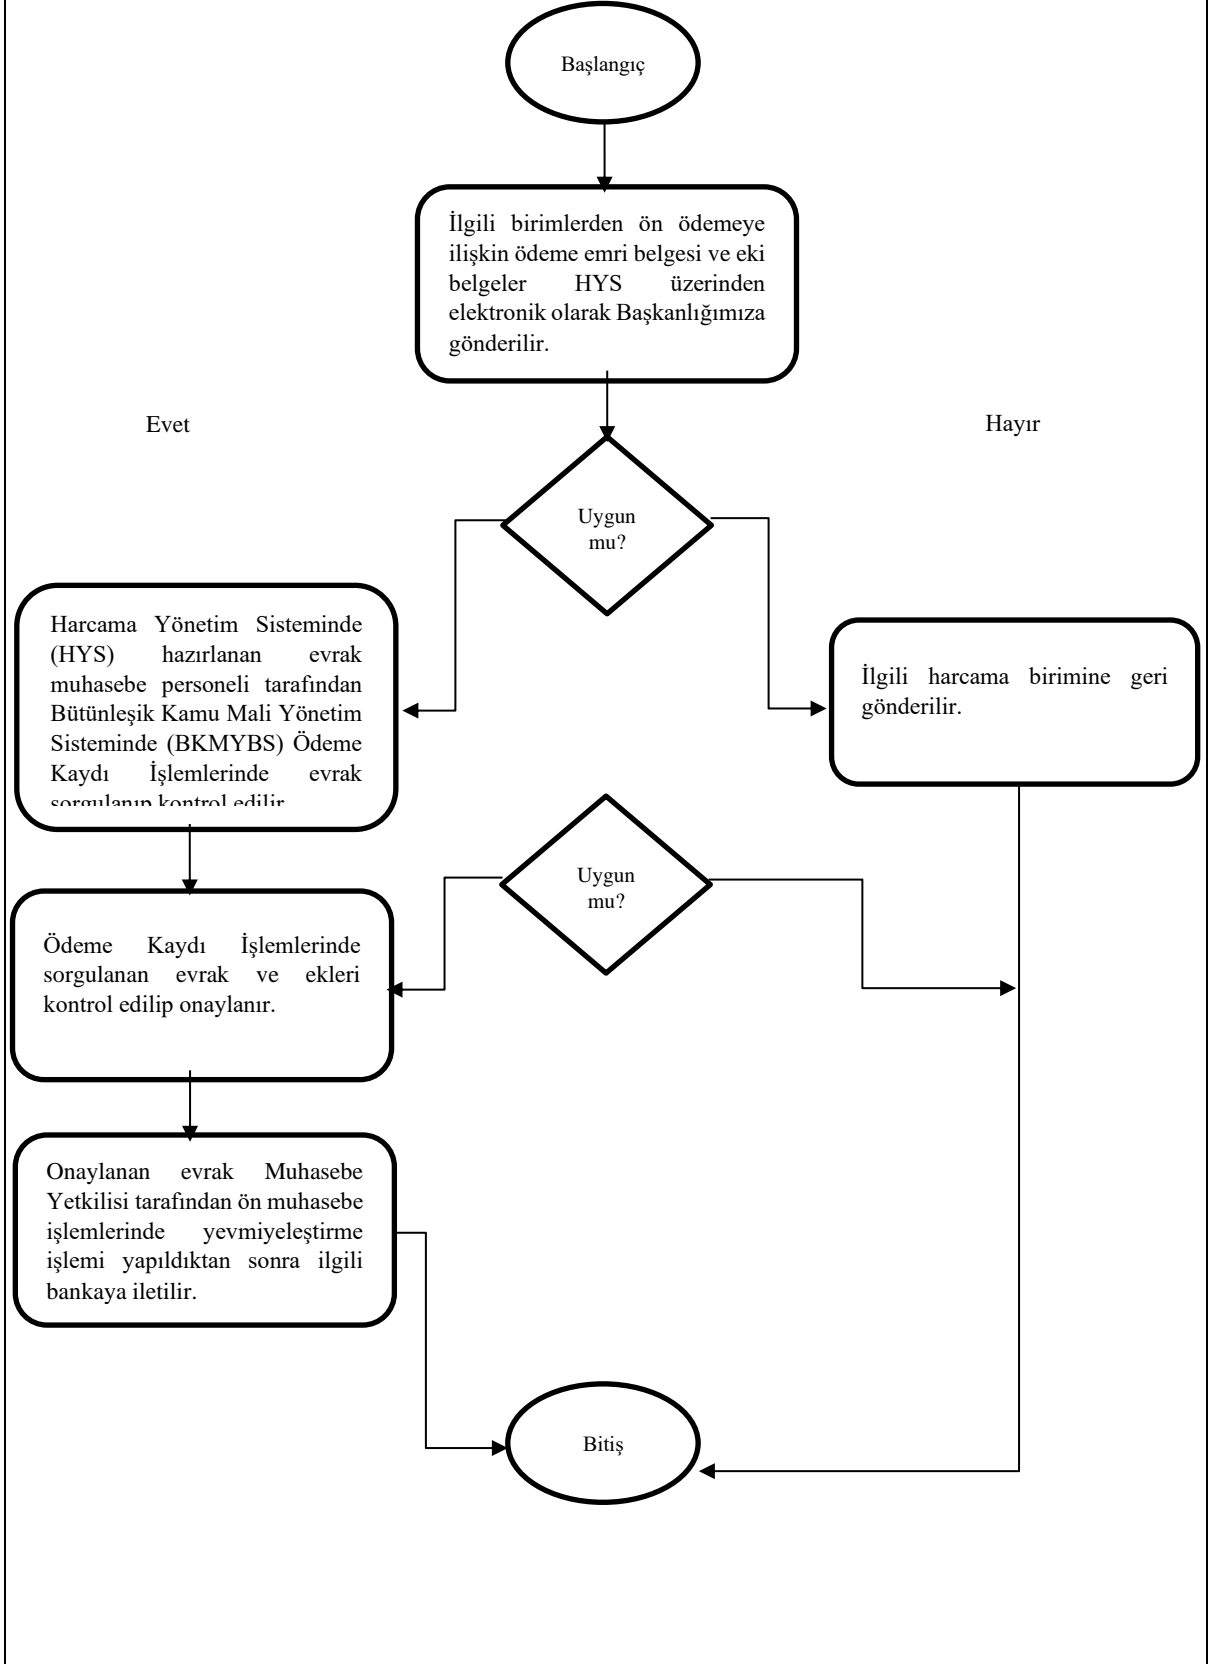 Başlangıç
İlgili birimlerden ön ödemeye
ilişkin ödeme emri belgesi ve eki
belgeler HYS üzerinden
elektronik olarak Başkanlığımıza
gönderilir.
Evet
Hayır
Uygun
mu?
Harcama Yönetim Sisteminde
(HYS) hazırlanan evrak
muhasebe personeli tarafından
Bütünleşik Kamu Mali Yönetim
Sisteminde (BKMYBS) Ödeme
Kaydı İşlemlerinde evrak
sorgulanıp kontrol edilir
İlgili harcama birimine geri
gönderilir.
Uygun
mu?
Ödeme Kaydı İşlemlerinde
sorgulanan evrak ve ekleri
kontrol edilip onaylanır.
Onaylanan evrak Muhasebe
Yetkilisi tarafından ön muhasebe
işlemlerinde yevmiyeleştirme
işlemi yapıldıktan sonra ilgili
bankaya iletilir.
Bitiş